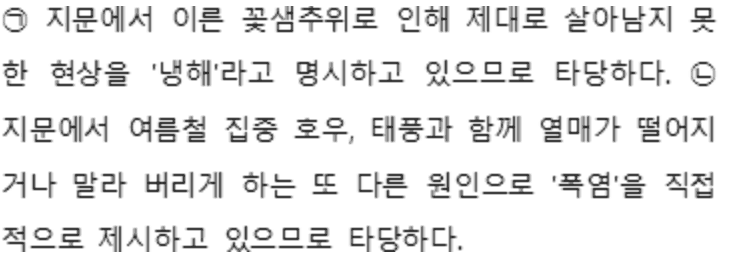 ㉠ 지문에서 이른 꽃샘추위로 인해 제대로 살아남지 못
한 현상을 '냉해'라고 명시하고 있으므로 타당하다. ㉡
지문에서 여름철 집중 호우, 태풍과 함께 열매가 떨어지
거나 말라 버리게 하는 또 다른 원인으로 '폭염'을 직접
적으로 제시하고 있으므로 타당하다.